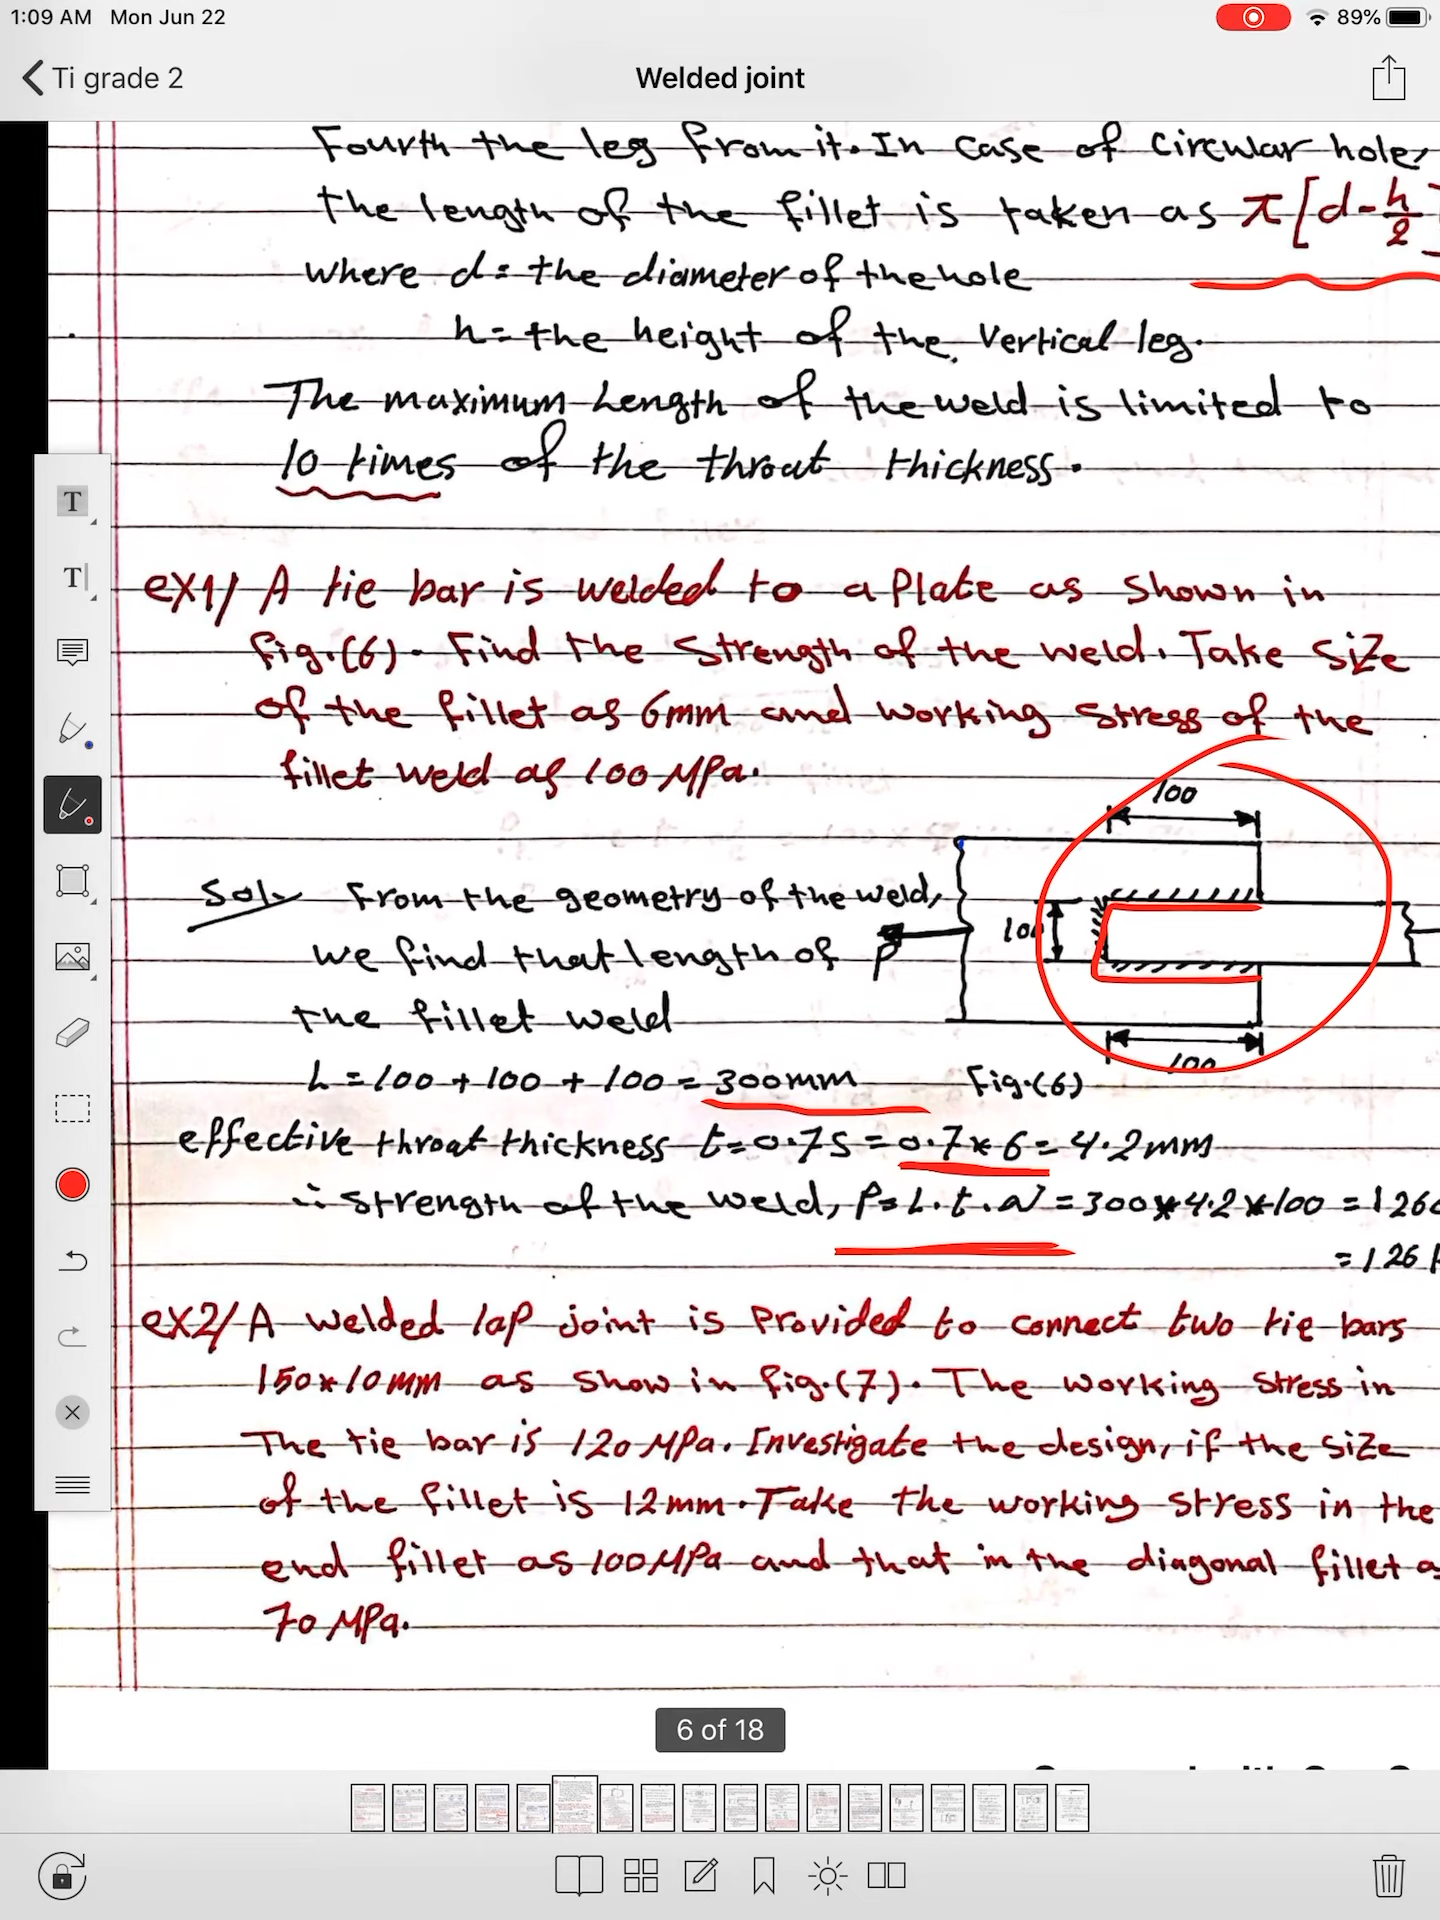 1:09 AM Mon Jun 22
89%
Ti grade 2
Welded joint
Fourth the leg from it. In case of circular hole,
the length of the fillet is taken as π[d-h/2]
where d= the diameter of the hole
h= the height of the vertical leg.
The maximum Length of the weld is limited to
10 times of the throat thickness.
ex1/ A tie bar is welded to a plate as shown in
fig.(6). Find the strength of the weld. Take size
of the fillet as 6mm and working stress of the
fillet weld as 100 MPa.
100
Sol. From the geometry of the weld,
we find that length of
100
P
the fillet weld
100
L = 100 + 100 + 100 = 300mm
Fig.(6)
effective throat thickness t=0.7S = 0.7*6= 4.2mm
∴ strength of the weld, P=L.t.σ = 300*4.2*100 = 126
= 126
ex2/ A welded lap joint is provided to connect two tie bars
150*10mm as show in fig.(7). The working stress in
The tie bar is 120 MPa. Investigate the design, if the size
of the fillet is 12mm. Take the working stress in the
end fillet as 100MPa and that in the diagonal fillet
70 MPa.
6 of 18
T
T